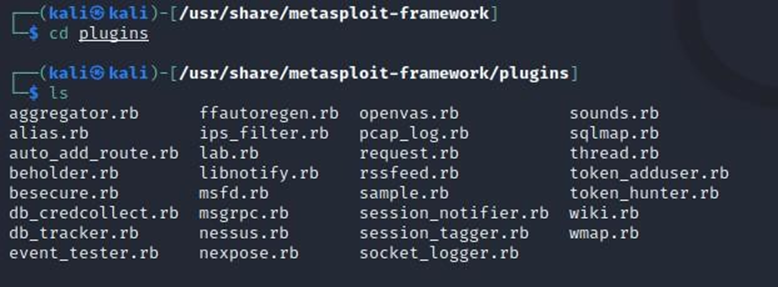 ┌──(kali㉿kali)-[/usr/share/metasploit-framework]
└─$ cd plugins
┌──(kali㉿kali)-[/usr/share/metasploit-framework/plugins]
└─$ ls
aggregator.rb ffautoregen.rb openvas.rb sounds.rb
alias.rb ips_filter.rb pcap_log.rb sqlmap.rb
auto_add_route.rb lab.rb request.rb thread.rb
beholder.rb libnotify.rb rssfeed.rb token_adduser.rb
besecure.rb msfd.rb sample.rb token_hunter.rb
db_credcollect.rb msgrpc.rb session_notifier.rb wiki.rb
db_tracker.rb nessus.rb session_tagger.rb wmap.rb
event_tester.rb nexpose.rb socket_logger.rb